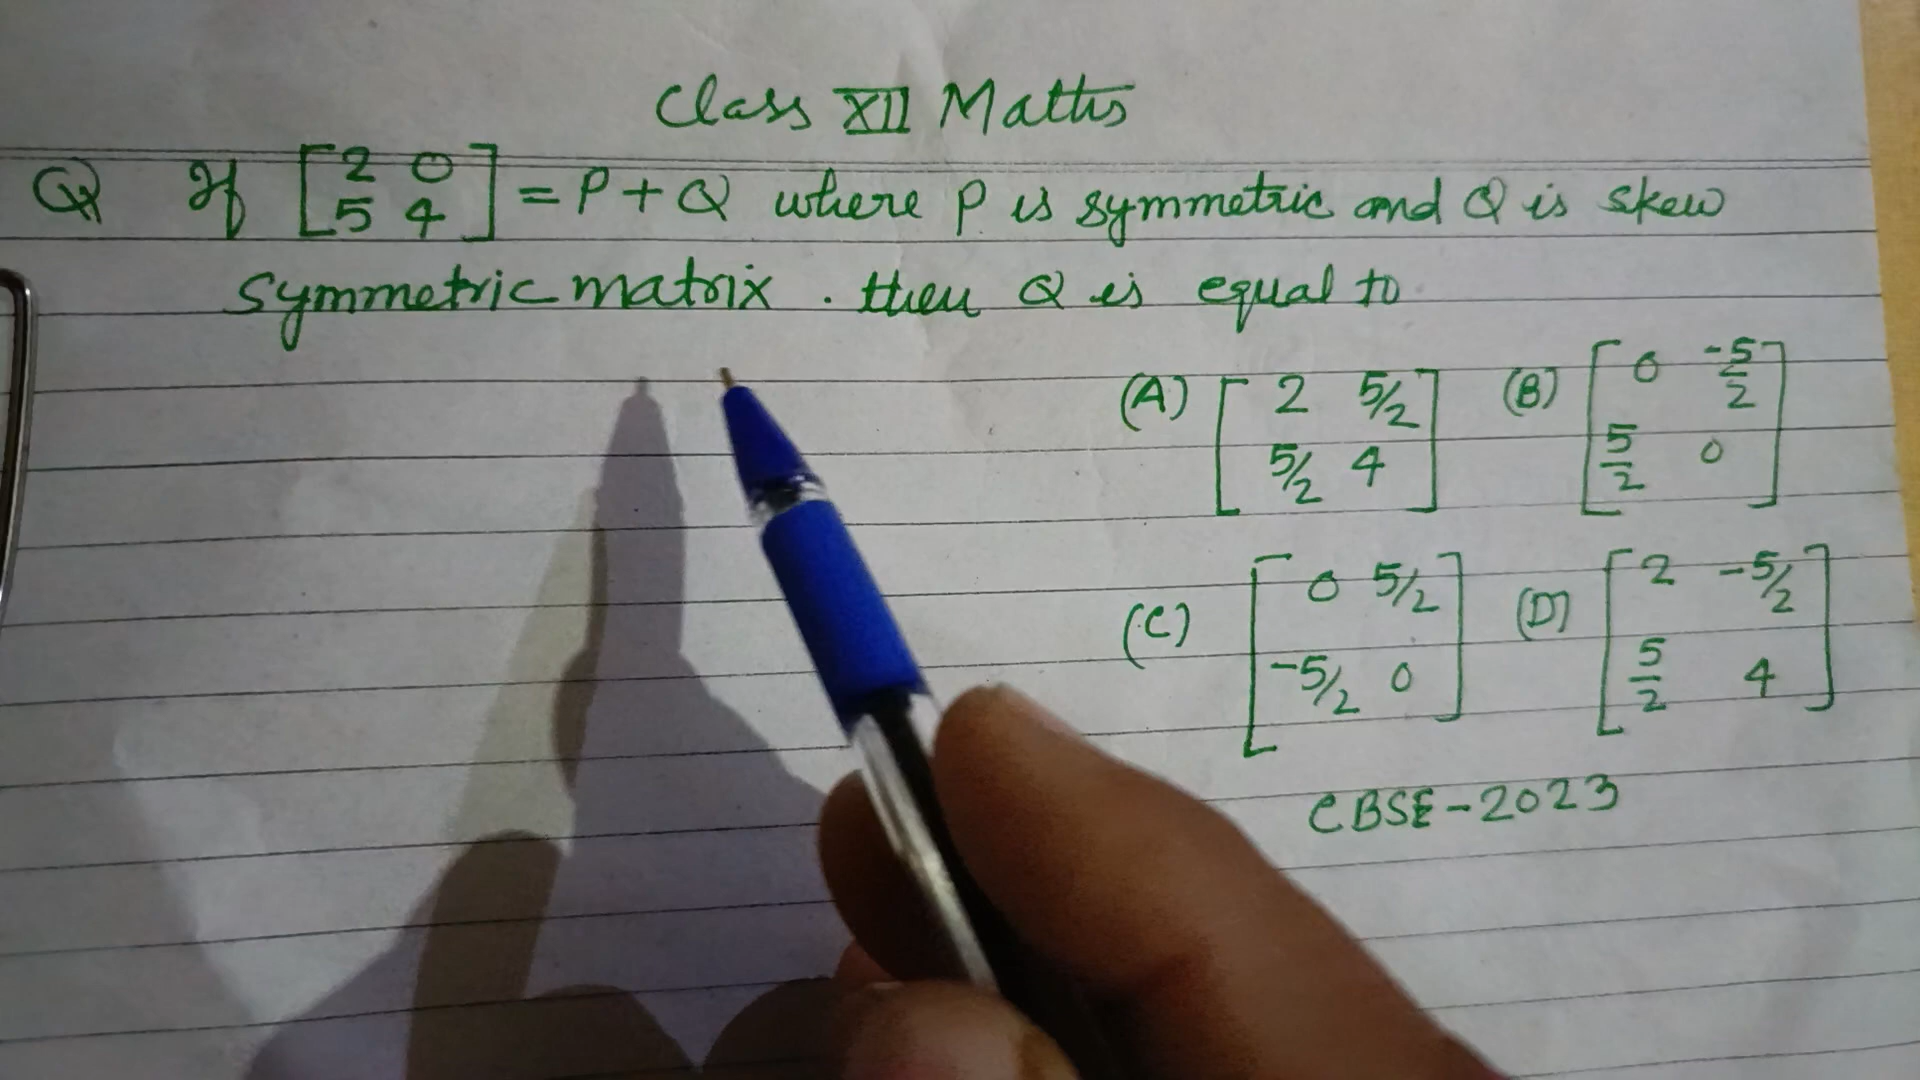 Class XII Maths
Q If [2 0
5 4] = P + Q where P is symmetric and Q is skew
symmetric matrix . then Q is equal to
(A) [2 5/2
5/2 4] (B) [0 -5/2
5/2 0]
(C) [0 5/2
-5/2 0] (D) [2 -5/2
5/2 4]
CBSE-2023